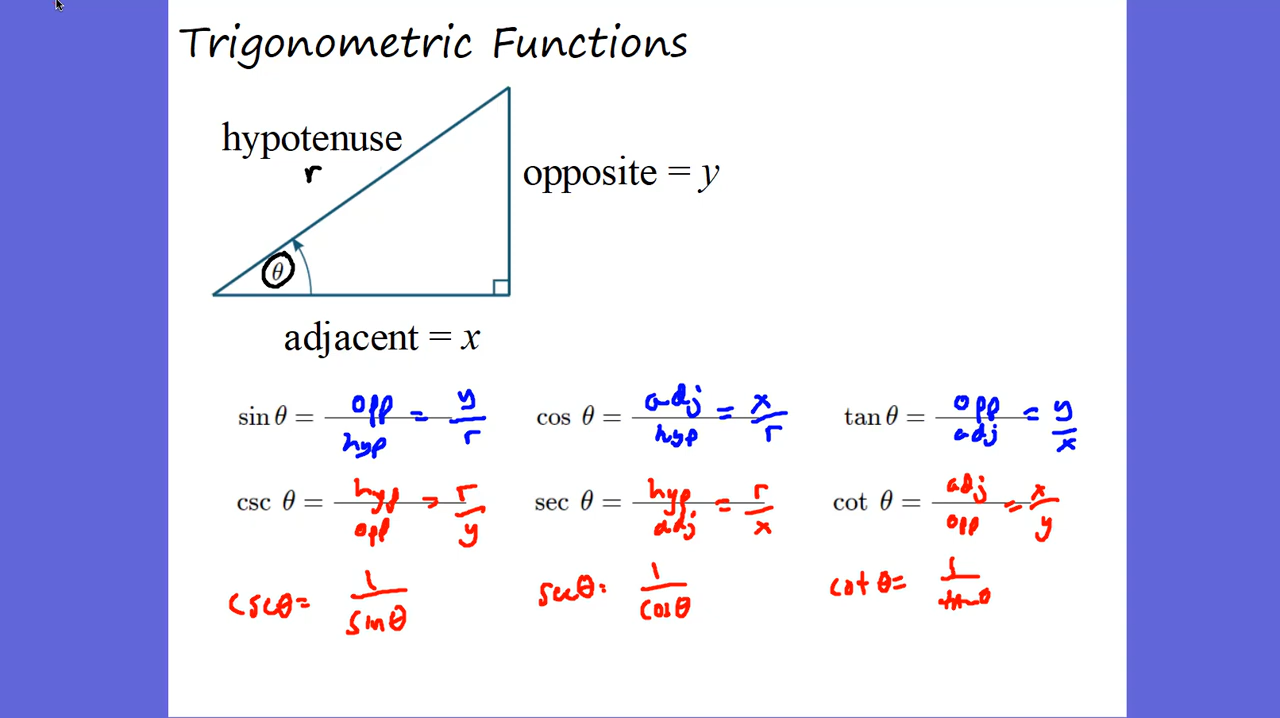 Trigonometric Functions
hypotenuse
r
opposite = y
θ
adjacent = x
sin θ = opp/hyp = y/r cos θ = adj/hyp = x/r tan θ = opp/adj = y/x
csc θ = hyp/opp = r/y sec θ = hyp/adj = r/x cot θ = adj/opp = x/y
cscθ = 1/sinθ secθ = 1/cosθ cotθ = 1/tanθ